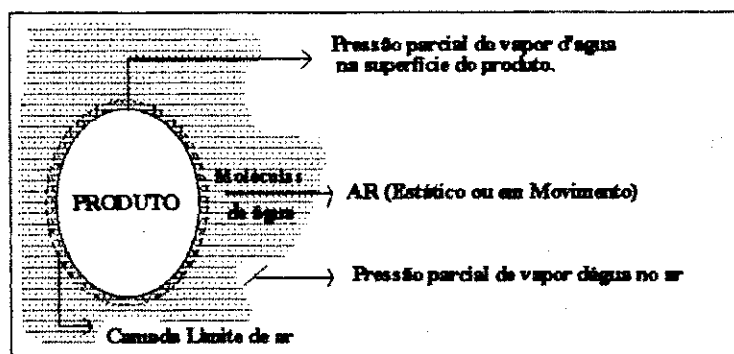 Pressão parcial do vapor d'água
na superfície do produto.
Moléculas
de água
PRODUTO
AR (Estático ou em Movimento)
Pressão parcial de vapor dágua no ar
Camada Limite de ar